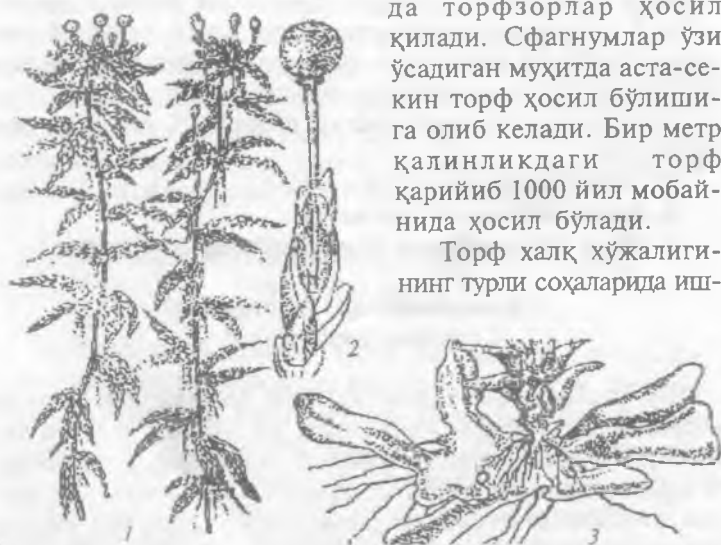 да торфзорлар ҳосил
қилади. Сфагнумлар ўзи
ўсадиган муҳитда аста-се-
кин торф ҳосил бўлиши-
га олиб келади. Бир метр
қалинликдаги торф
қарийиб 1000 йил мобай-
нида ҳосил бўлади.
Торф халқ хўжалиги-
нинг турли соҳаларида иш-
2
1
3